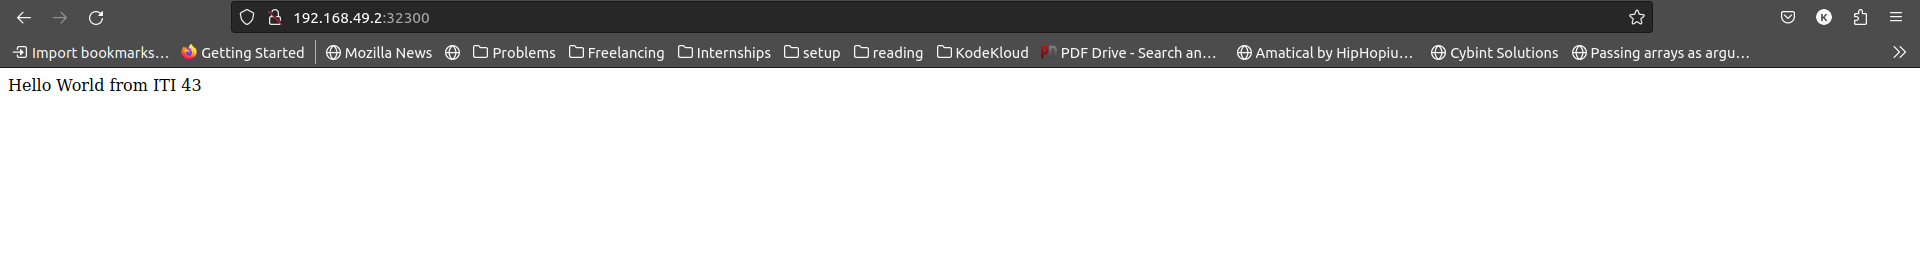 192.168.49.2:32300
Import bookmarks... Getting Started Mozilla News Problems Freelancing Internships setup reading KodeKloud PDF Drive - Search an... Amatical by HipHopiu... Cybint Solutions Passing arrays as argu...
Hello World from ITI 43